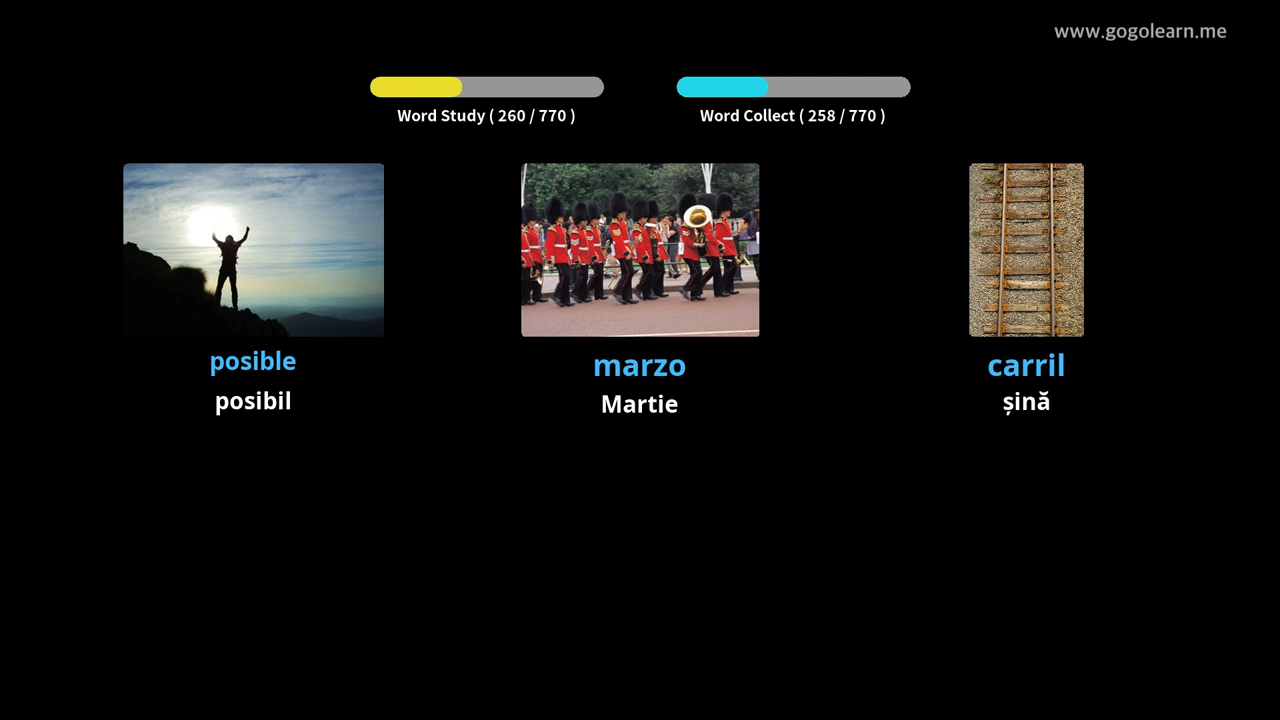 www.gogolearn.me
Word Study ( 260 / 770 )
Word Collect ( 258 / 770 )
posible
posibil
marzo
Martie
carril
șină